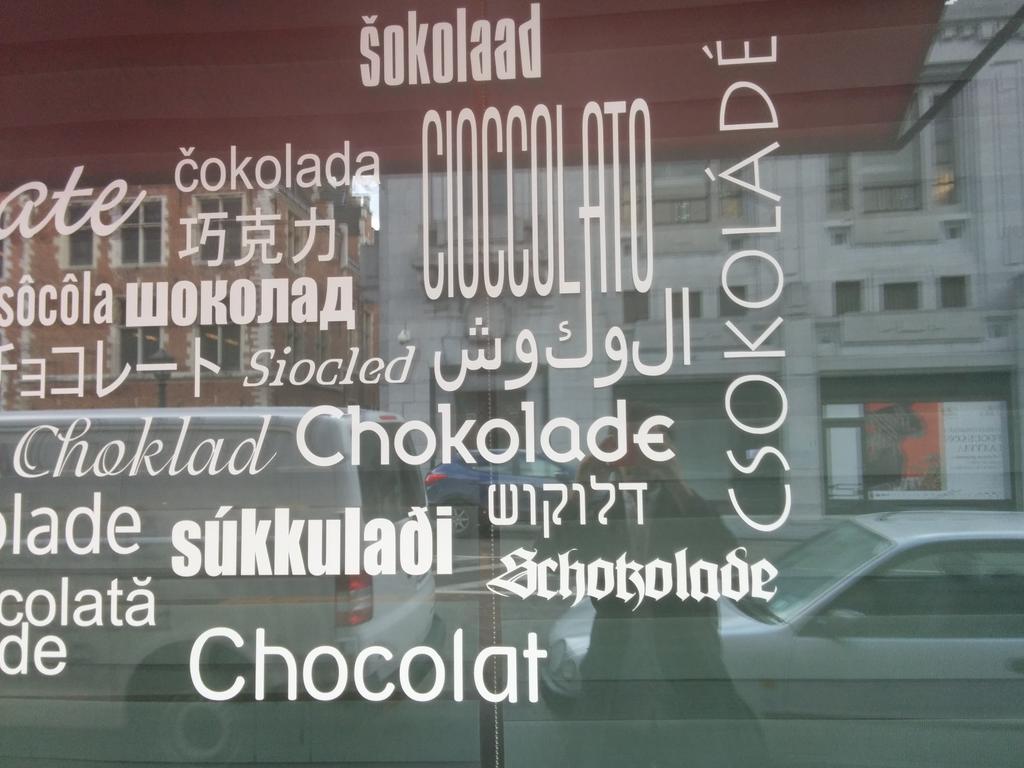 šokolaad
CIOCCOLATO
CSOKOLÁDÉ
čokolada
ate
巧克力
sôcôla шоколад
チョコレート Siocled الوكوش
Choklad Chokolade
olade
súkkulaði דלוקוש
Schokolade
colată
de
Chocolat